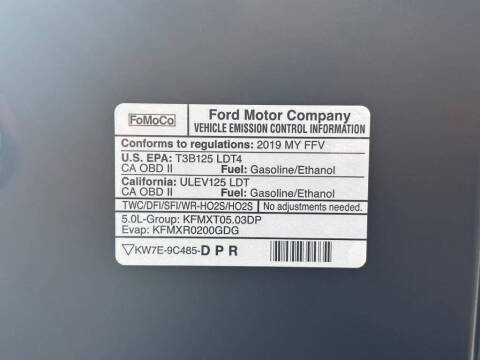 FoMoCo
Ford Motor Company
VEHICLE EMISSION CONTROL INFORMATION
Conforms to regulations: 2019 MY FFV
U.S. EPA: T3B125 LDT4
CA OBD II Fuel: Gasoline/Ethanol
California: ULEV125 LDT
CA OBD II Fuel: Gasoline/Ethanol
TWC/DFI/SFI/WR-HO2S/HO2S No adjustments needed.
5.0L-Group: KFMXT05.03DP
Evap: KFMXR0200GDG
KW7E-9C485-D P R